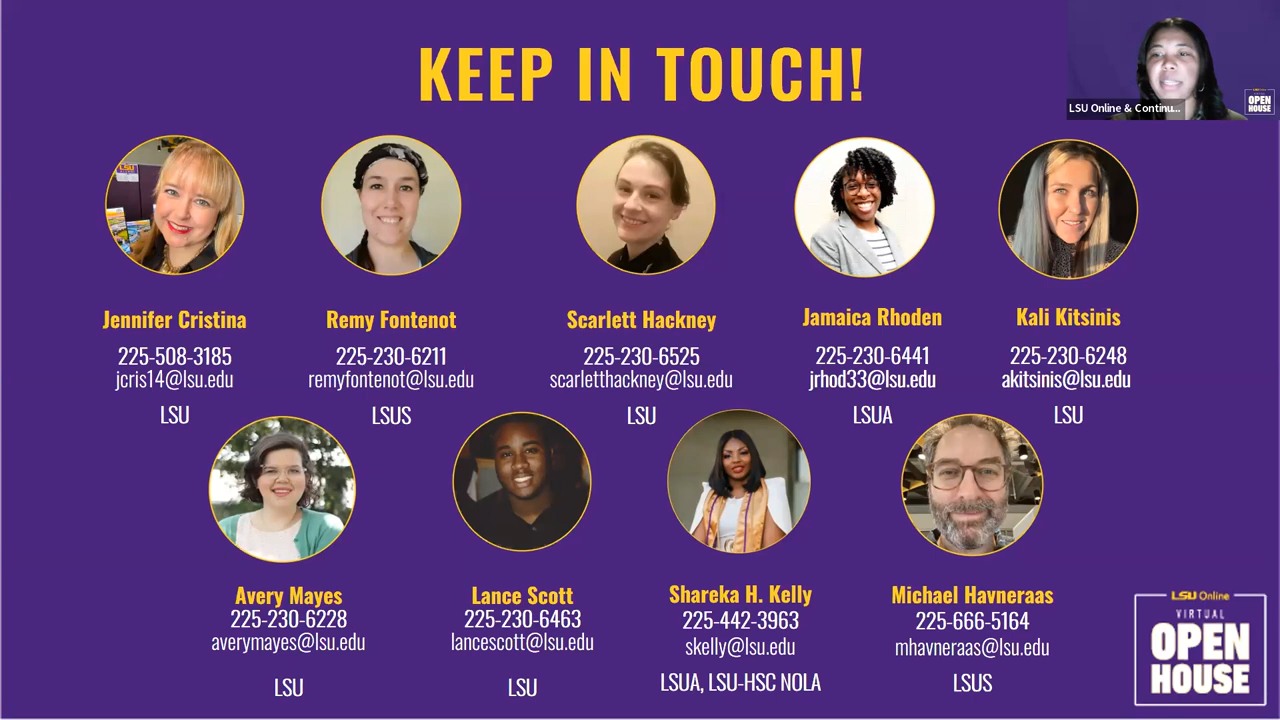 KEEP IN TOUCH!
LSU Online & Continu...
OPEN
HOUSE
Jennifer Cristina
225-508-3185
jcris14@lsu.edu
LSU
Remy Fontenot
225-230-6211
remyfontenot@lsu.edu
LSUS
Scarlett Hackney
225-230-6525
scarletthackney@lsu.edu
LSU
Jamaica Rhoden
225-230-6441
jrhod33@lsu.edu
LSUA
Kali Kitsinis
225-230-6248
akitsinis@lsu.edu
LSU
Avery Mayes
225-230-6228
averymayes@lsu.edu
LSU
Lance Scott
225-230-6463
lancescott@lsu.edu
LSU
Shareka H. Kelly
225-442-3963
skelly@lsu.edu
LSUA, LSU-HSC NOLA
Michael Havneraas
225-666-5164
mhavneraas@lsu.edu
LSUS
LSU Online
VIRTUAL
OPEN
HOUSE